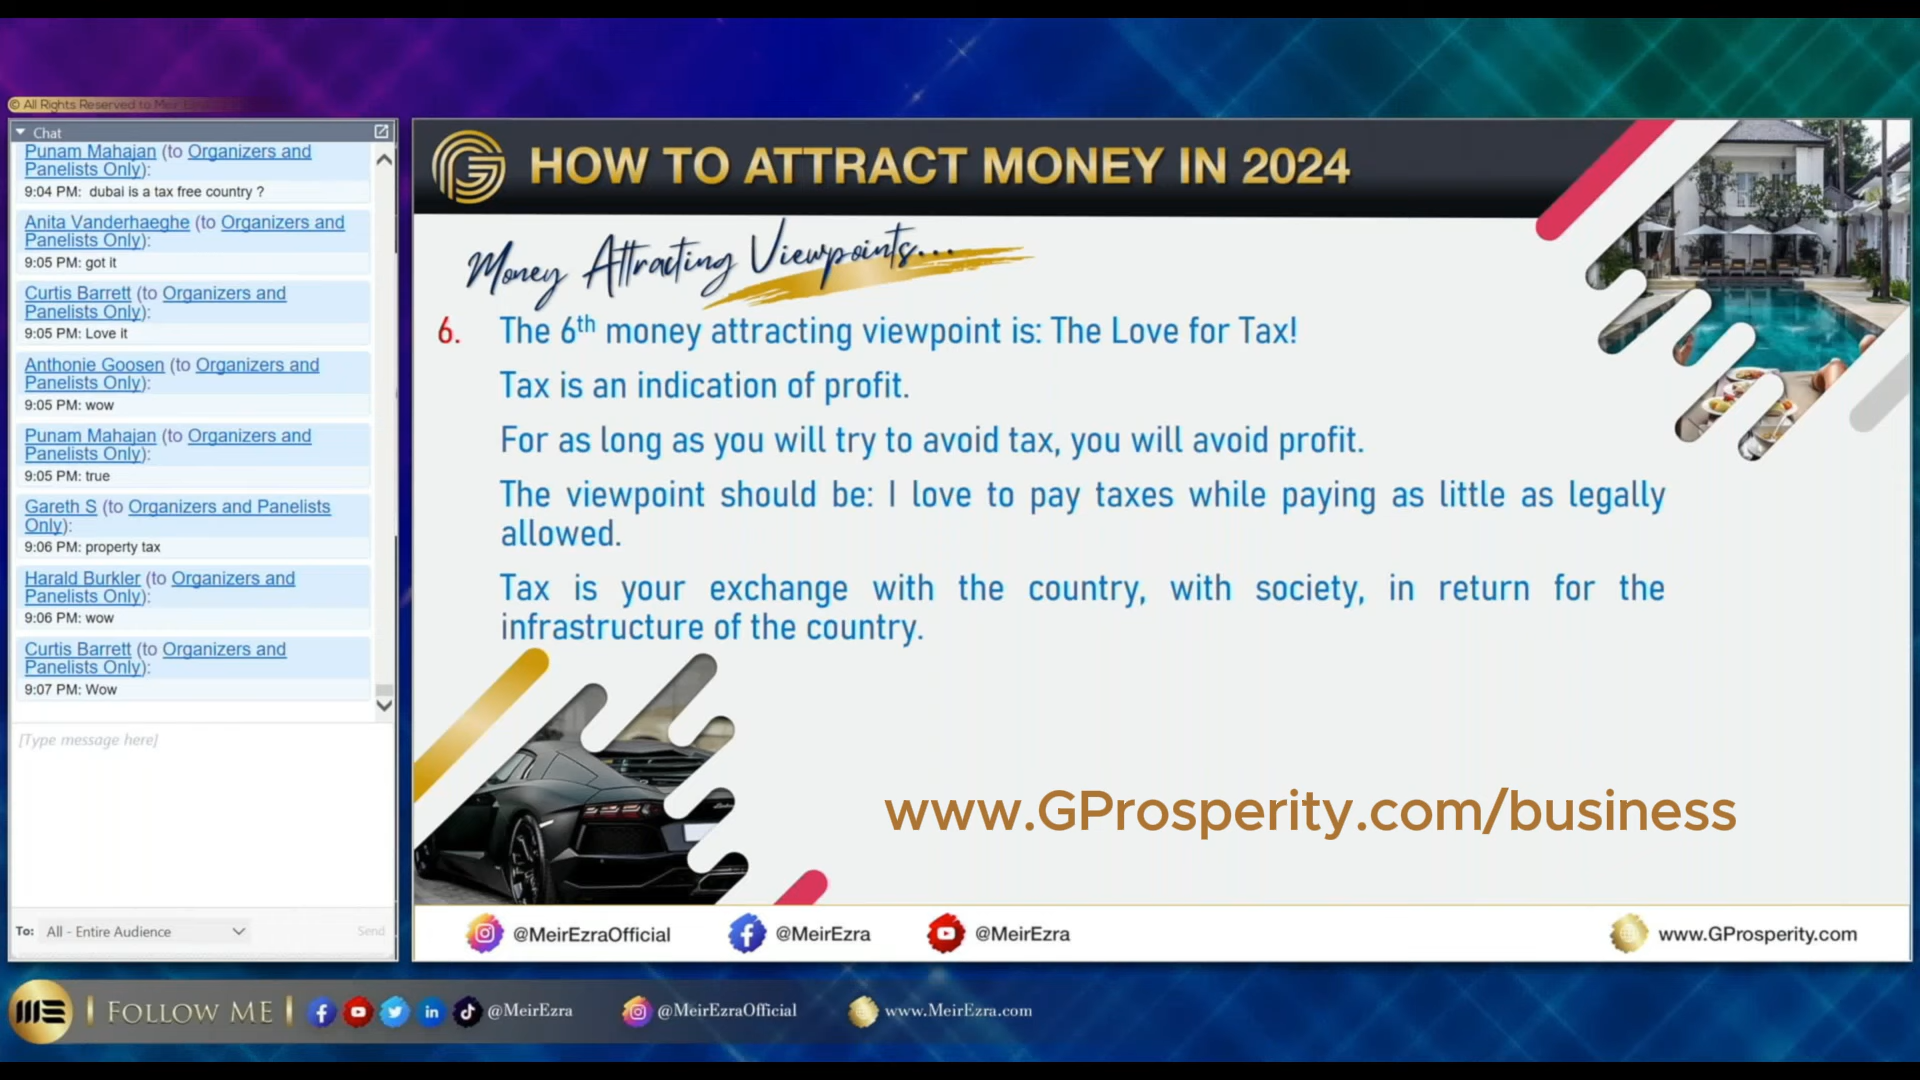 © All Rights Reserved to Meir
Chat
Punam Mahajan (to Organizers and
Panelists Only):
9:04 PM: dubai is a tax free country ?
Anita Vanderhaeghe (to Organizers and
Panelists Only):
9:05 PM: got it
Curtis Barrett (to Organizers and
Panelists Only):
9:05 PM: Love it
Anthonie Goosen (to Organizers and
Panelists Only):
9:05 PM: wow
Punam Mahajan (to Organizers and
Panelists Only):
9:05 PM: true
Gareth S (to Organizers and Panelists
Only):
9:06 PM: property tax
Harald Burkler (to Organizers and
Panelists Only):
9:06 PM: wow
Curtis Barrett (to Organizers and
Panelists Only):
9:07 PM: Wow
[Type message here]
To: All - Entire Audience
Send
G HOW TO ATTRACT MONEY IN 2024
Money Attracting Viewpoints...
6. The 6th money attracting viewpoint is: The Love for Tax!
Tax is an indication of profit.
For as long as you will try to avoid tax, you will avoid profit.
The viewpoint should be: I love to pay taxes while paying as little as legally
allowed.
Tax is your exchange with the country, with society, in return for the
infrastructure of the country.
www.GProsperity.com/business
@MeirEzraOfficial @MeirEzra @MeirEzra www.GProsperity.com
ME | FOLLOW ME | @MeirEzra @MeirEzraOfficial www.MeirEzra.com